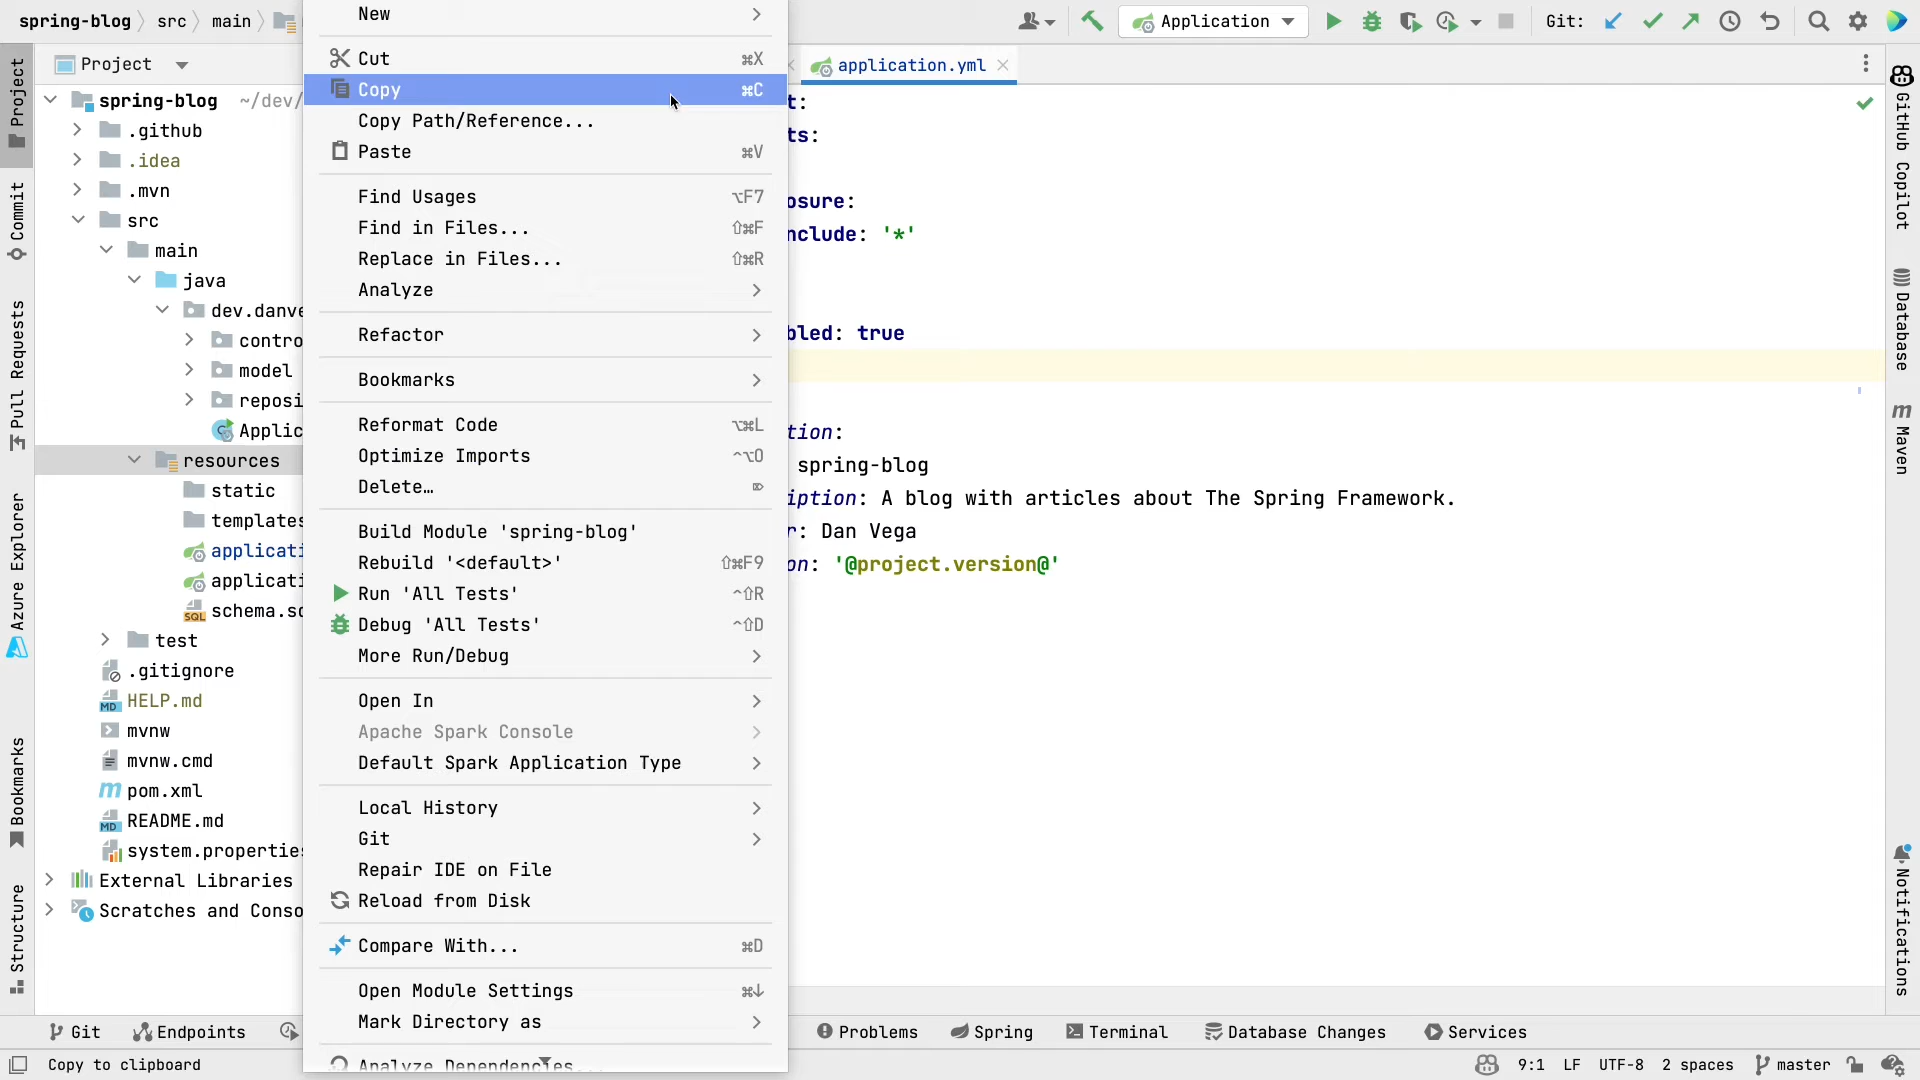 spring-blog
src
main
Application
Git:
Project
application.yml
spring-blog ~/dev/
.github
.idea
.mvn
src
main
java
dev.danve
contro
model
reposi
Applic
resources
static
templates
applicati
applicati
schema.sq
test
.gitignore
HELP.md
mvnw
mvnw.cmd
pom.xml
README.md
system.properties
External Libraries
Scratches and Conso
New
Cut ⌘X
Copy ⌘C
Copy Path/Reference...
Paste ⌘V
Find Usages ⌥F7
Find in Files... ⇧⌘F
Replace in Files... ⇧⌘R
Analyze
Refactor
Bookmarks
Reformat Code ⌥⌘L
Optimize Imports ^⌥O
Delete… ⌦
Build Module 'spring-blog'
Rebuild '<default>' ⇧⌘F9
Run 'All Tests' ^⇧R
Debug 'All Tests' ^⇧D
More Run/Debug
Open In
Apache Spark Console
Default Spark Application Type
Local History
Git
Repair IDE on File
Reload from Disk
Compare With... ⌘D
Open Module Settings ⌘↓
Mark Directory as
Analyze Dependencies...
t:
ts:
osure:
nclude: '*'
bled: true
tion:
spring-blog
iption: A blog with articles about The Spring Framework.
r: Dan Vega
on: '@project.version@'
Project
Commit
Pull Requests
Azure Explorer
Bookmarks
Structure
GitHub Copilot
Database
Maven
Notifications
Git
Endpoints
Problems
Spring
Terminal
Database Changes
Services
Copy to clipboard
9:1 LF UTF-8 2 spaces master